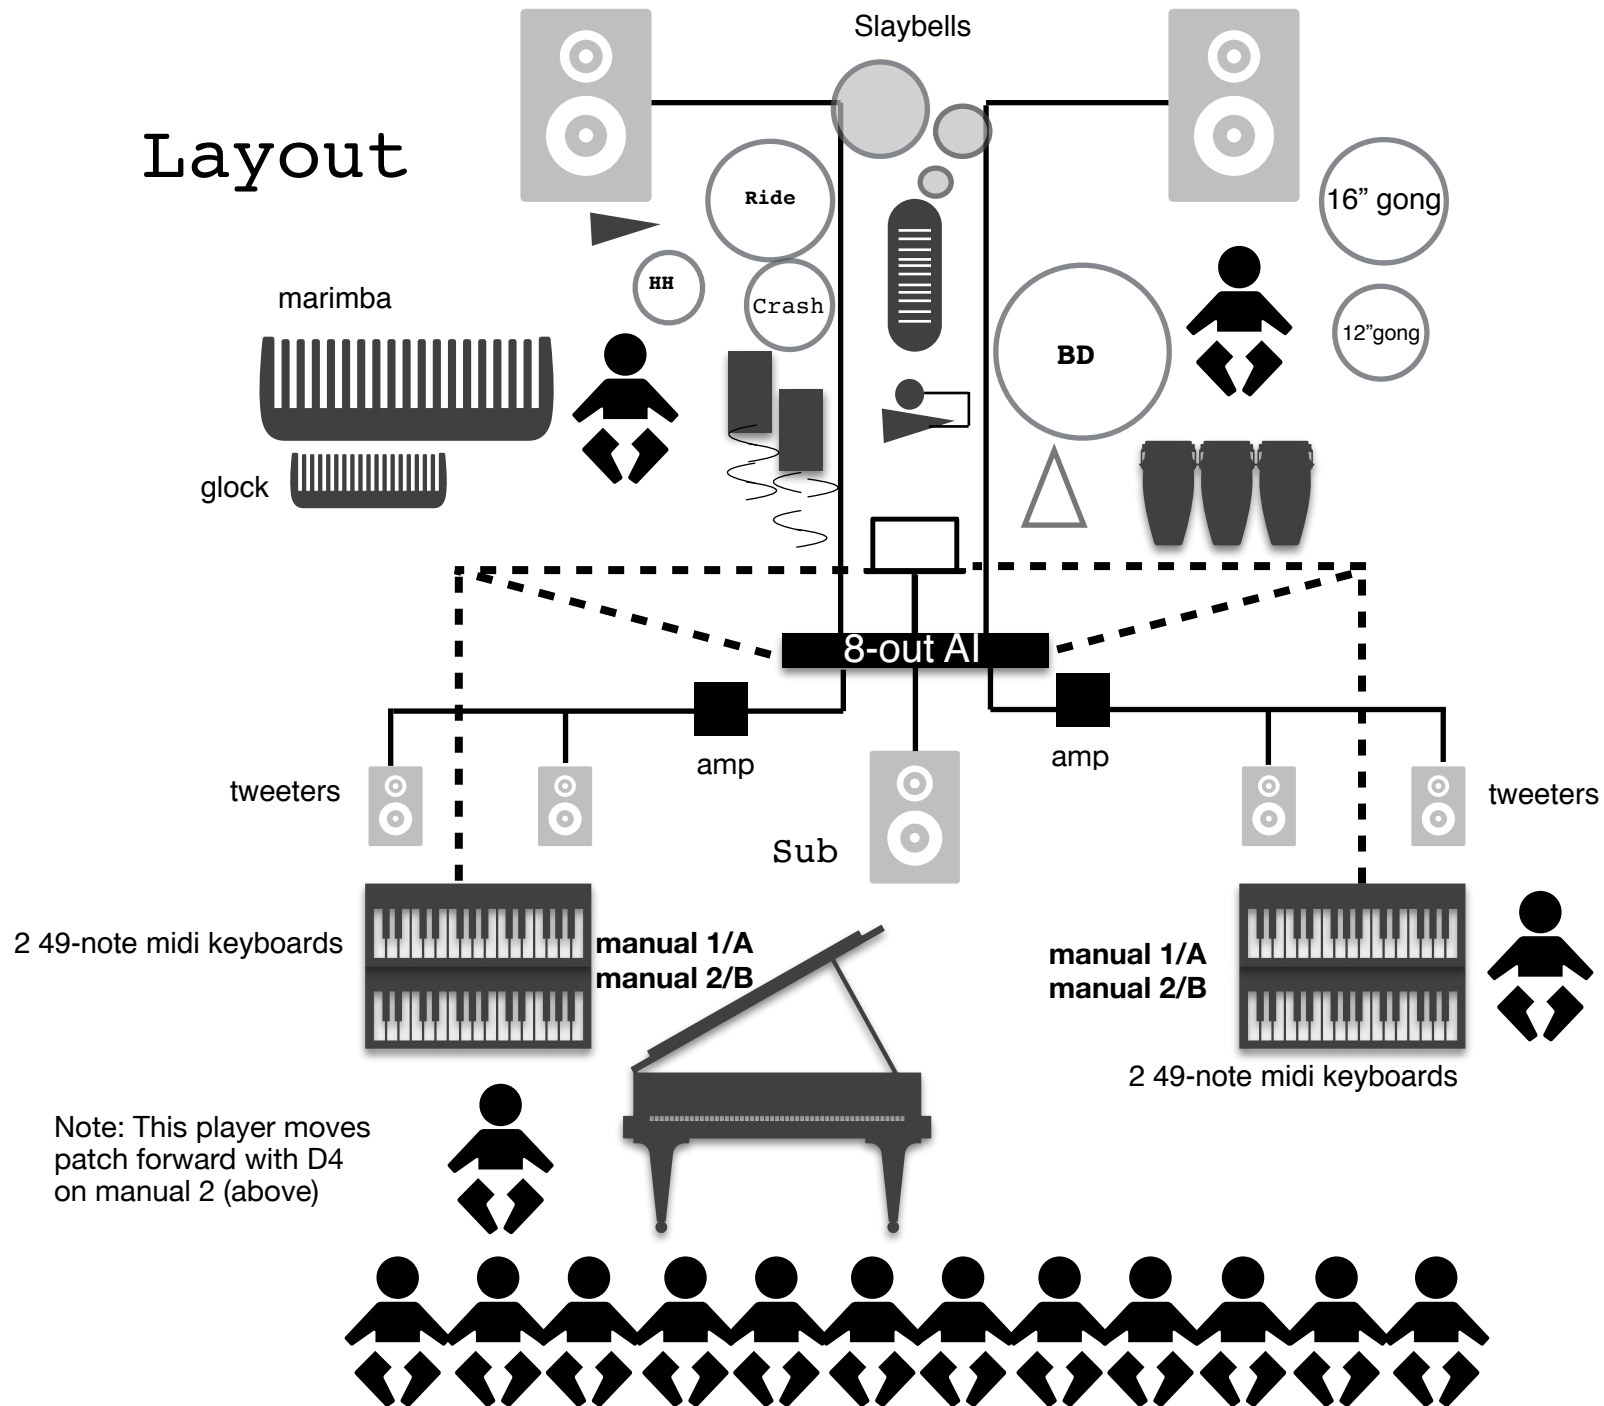 Slaybells
Layout
Ride
16” gong
HH
marimba
Crash
12”gong
BD
glock
8-out AI
amp
amp
tweeters
tweeters
Sub
2 49-note midi keyboards
manual 1/A
manual 2/B
manual 1/A
manual 2/B
2 49-note midi keyboards
Note: This player moves
patch forward with D4
on manual 2 (above)